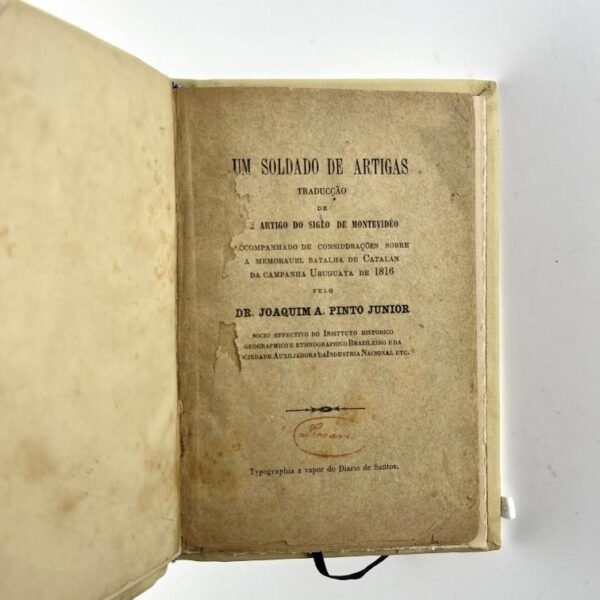 UM SOLDADO DE ARTIGAS
TRADUCÇÃO
DE
ARTIGO DO SIGLO DE MONTEVIDÉO
ACCOMPANHADO DE CONSIDDRAÇÕES SOBRE
A MEMORAUEL BATALHA DE CATALAN
DA CAMPANHA URUGUAYA DE 1816
PELO
DR. JOAQUIM A. PINTO JUNIOR
SOCIO EFFECTIVO DO INSTITUTO HISTORICO
GEOGRAPHICO E ETHNOGRAPHICO BRAZILEIRO E DA
SOCIEDADE AUXILIADORA DA INDUSTRIA NACIONAL ETC.
Typographia a vapor do Diario de Santos.